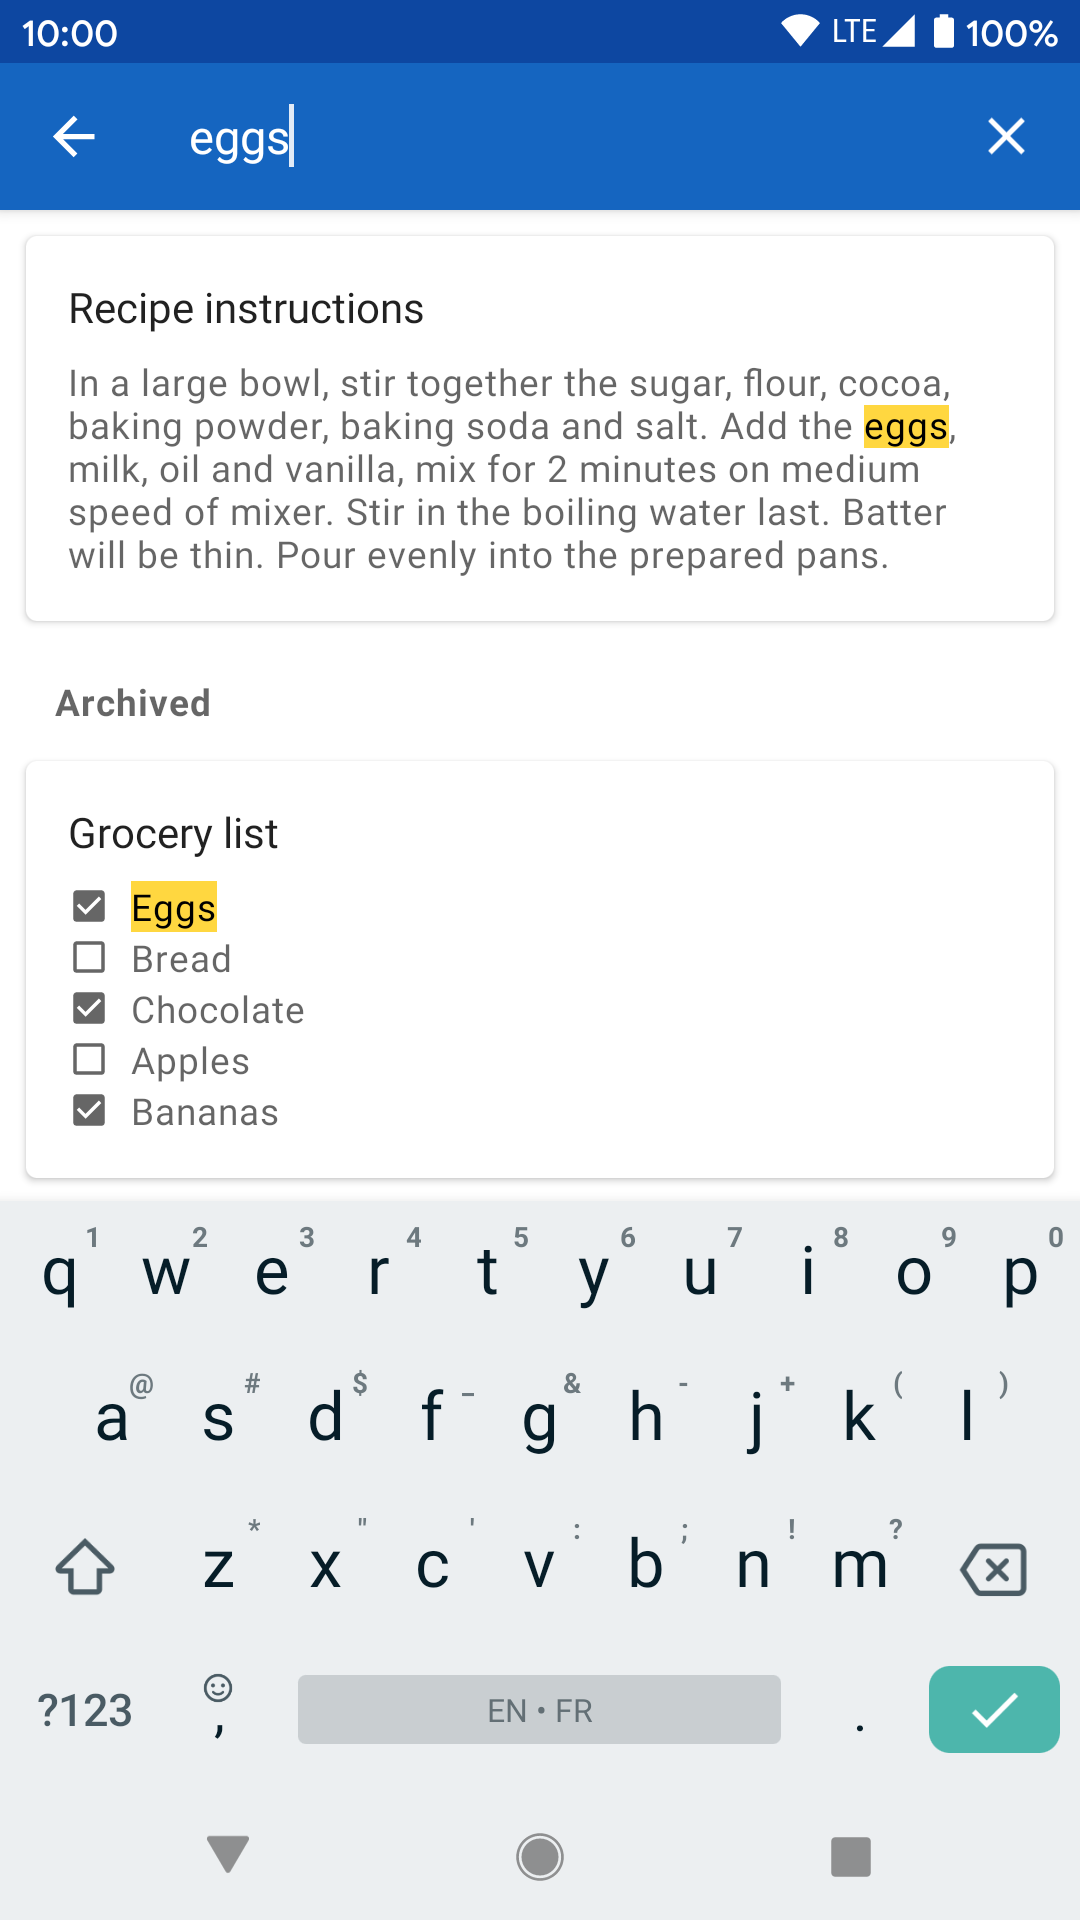 10:00 LTE 100%
eggs
Recipe instructions
In a large bowl, stir together the sugar, flour, cocoa,
baking powder, baking soda and salt. Add the eggs,
milk, oil and vanilla, mix for 2 minutes on medium
speed of mixer. Stir in the boiling water last. Batter
will be thin. Pour evenly into the prepared pans.
Archived
Grocery list
Eggs
Bread
Chocolate
Apples
Bananas
1 2 3 4 5 6 7 8 9 0
q w e r t y u i o p
@ # $ _ & - + ( )
a s d f g h j k l
* " ' : ; ! ?
z x c v b n m
?123 , EN • FR .